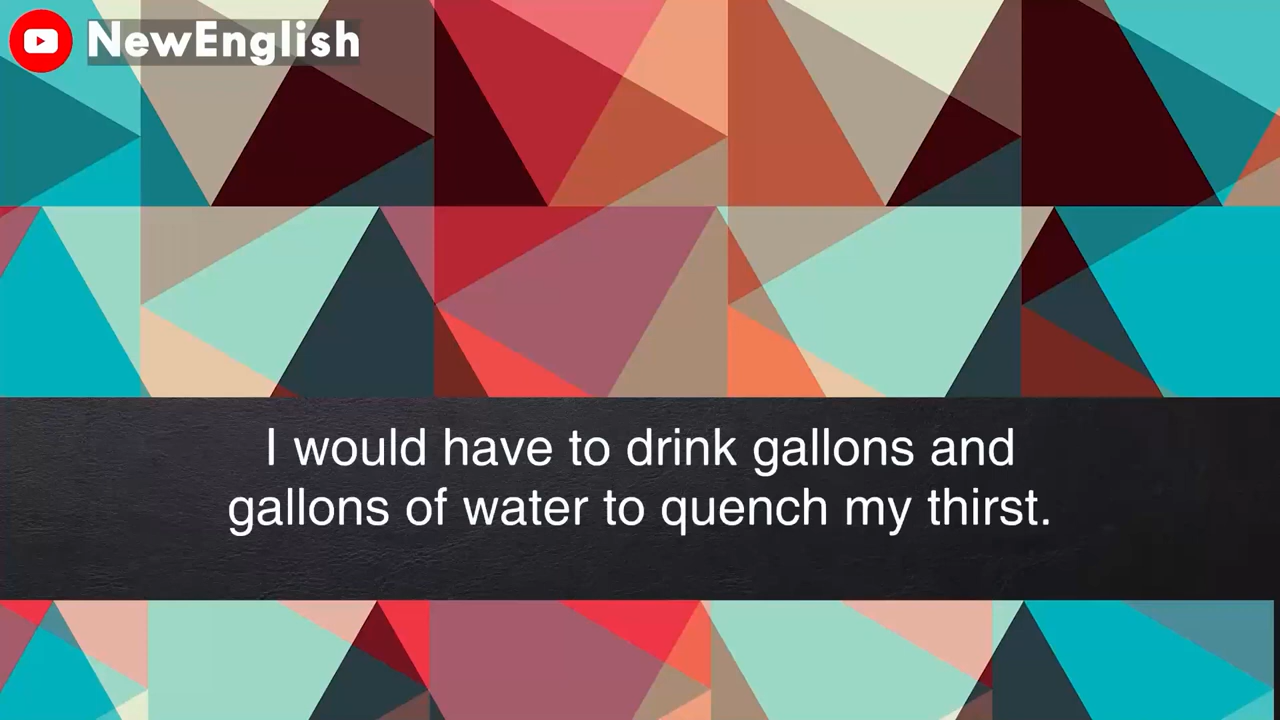 NewEnglish
I would have to drink gallons and
gallons of water to quench my thirst.